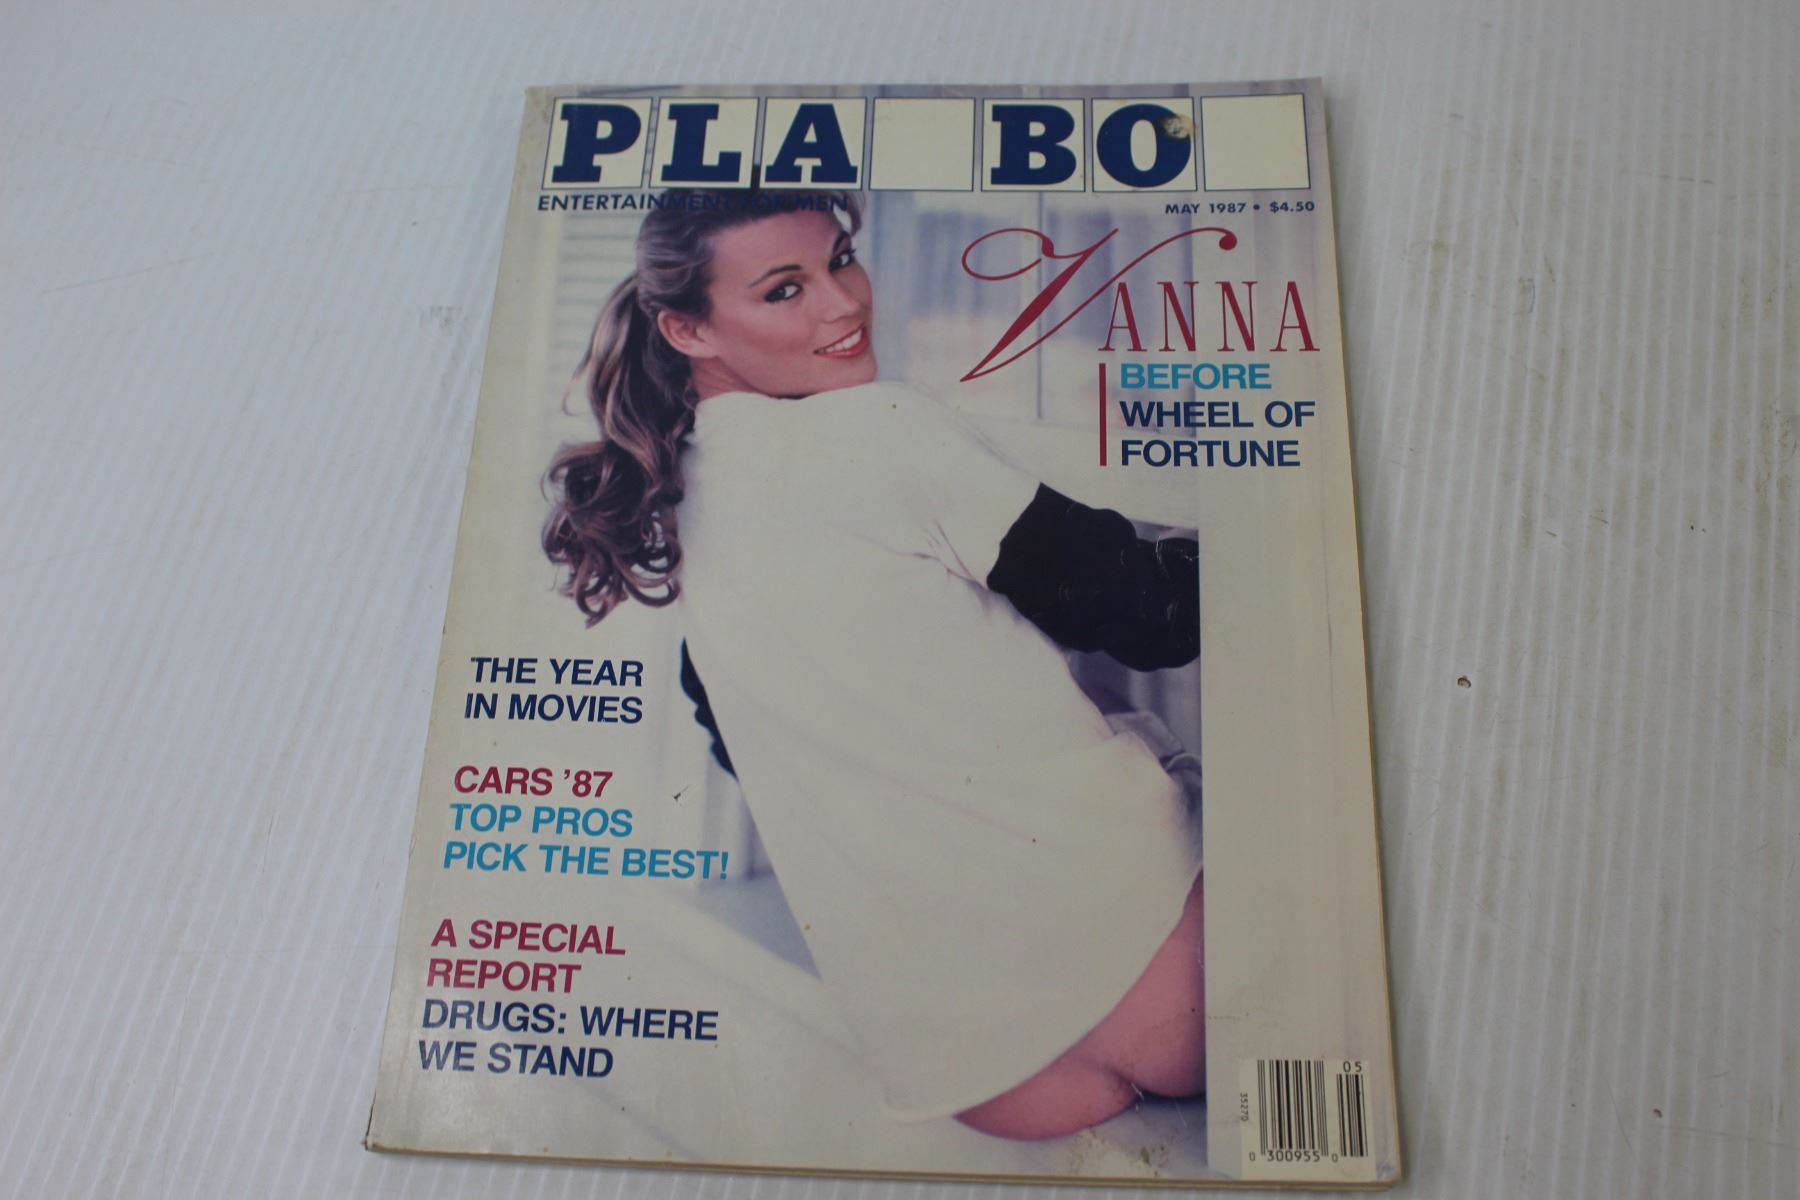 PLA BO
ENTERTAINMENT FOR MEN
MAY 1987 • $4.50
VANNA
BEFORE
WHEEL OF
FORTUNE
THE YEAR
IN MOVIES
CARS '87
TOP PROS
PICK THE BEST!
A SPECIAL
REPORT
DRUGS: WHERE
WE STAND
05
35270
0 300955 0